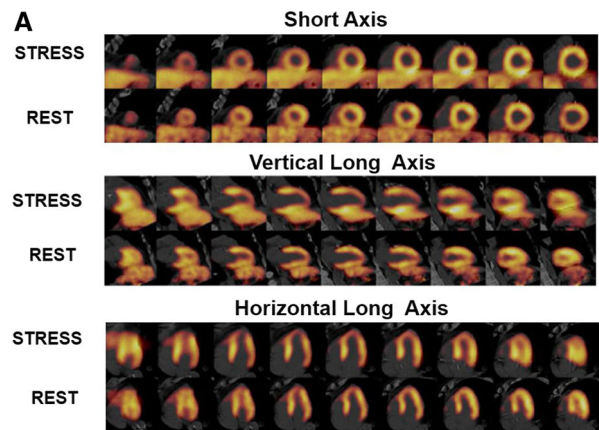 A
Short Axis
STRESS
REST
Vertical Long Axis
STRESS
REST
Horizontal Long Axis
STRESS
REST